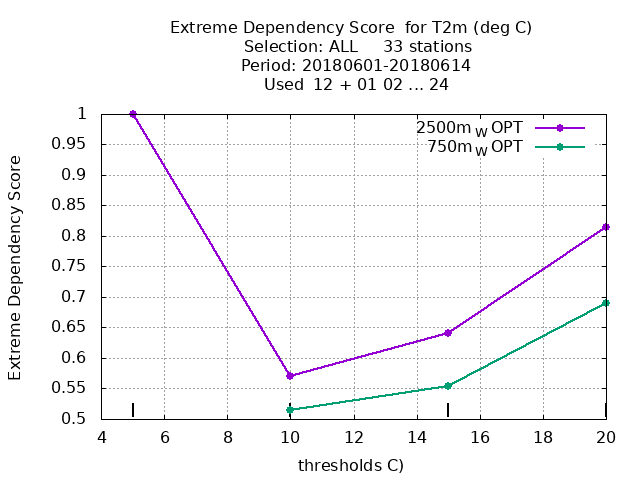 Extreme Dependency Score  for T2m (deg C)
Selection: ALL     33 stations
Period: 20180601-20180614
Used  12 + 01 02 ... 24
Extreme Dependency Score
1
0.95
0.9
0.85
0.8
0.75
0.7
0.65
0.6
0.55
0.5
2500m W OPT
750m W OPT
4 6 8 10 12 14 16 18 20
thresholds C)